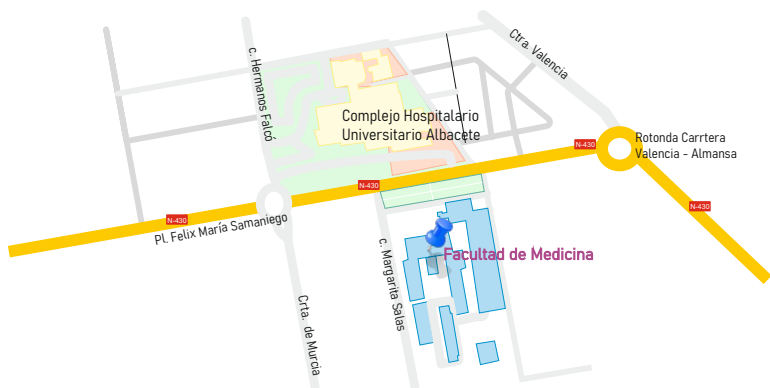 Ctra. Valencia
c. Hermanos Falcó
Complejo Hospitalario
Universitario Albacete
Rotonda Carrtera
Valencia - Almansa
N-430
N-430
N-430
N-430
Pl. Felix María Samaniego
Facultad de Medicina
c. Margarita Salas
Crta. de Murcia